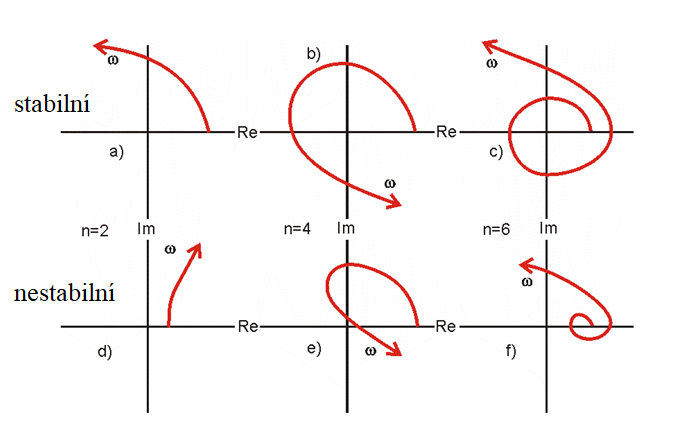 b)
ω
ω
stabilní
Re
Re
a)
c)
ω
n=2
Im
n=4
Im
n=6
Im
ω
ω
nestabilní
Re
Re
d)
e)
ω
f)